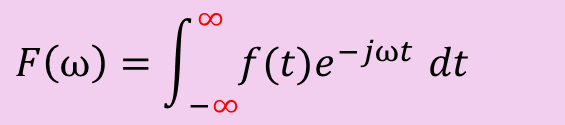 F(ω) = ∫_{-∞}^{∞} f(t)e^{-jωt} dt